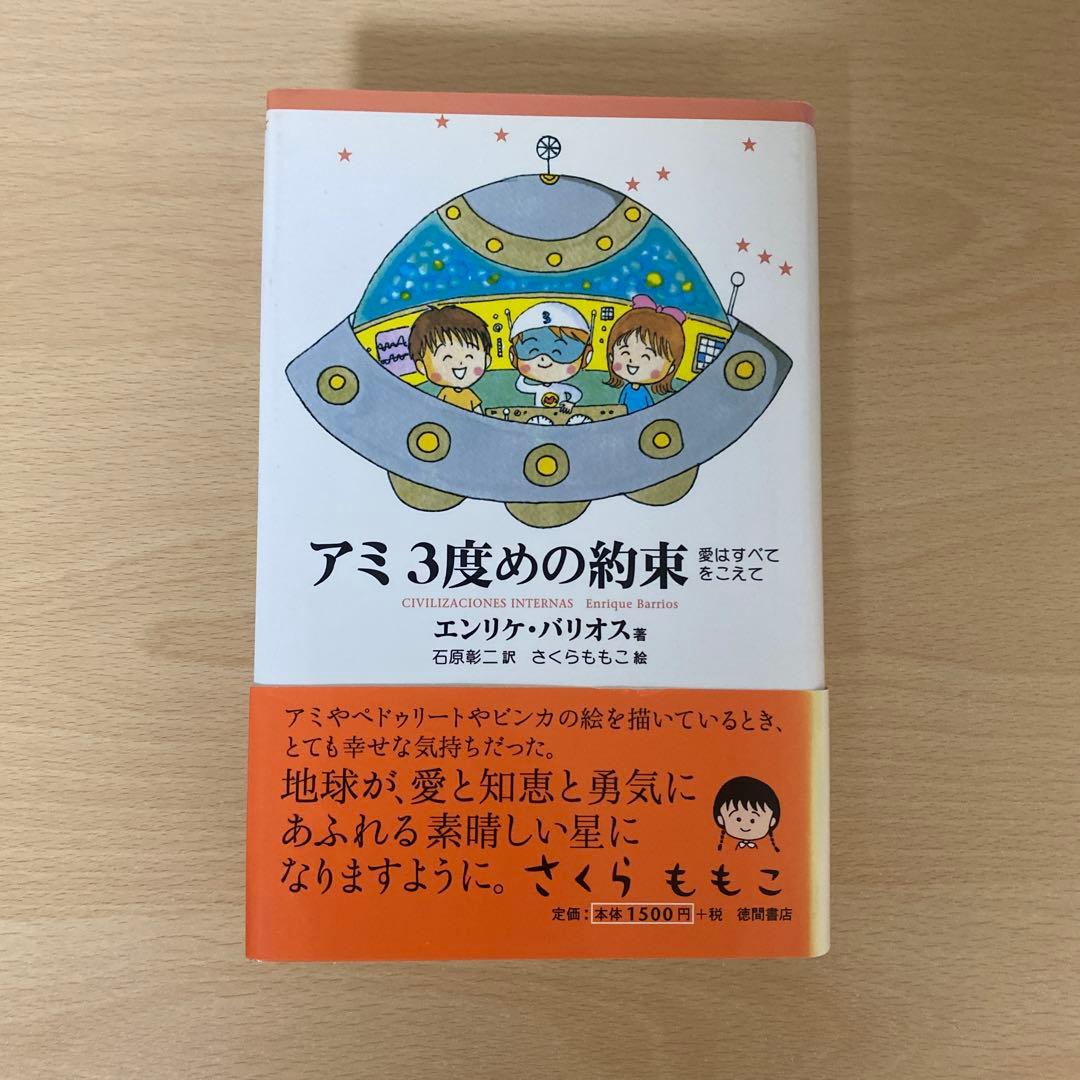 アミ 3度めの約束 愛はすべて
をこえて
CIVILIZACIONES INTERNAS Enrique Barrios
エンリケ・バリオス 著
石原彰二 訳 さくらももこ 絵
アミやペドゥリートやビンカの絵を描いているとき、
とても幸せな気持ちだった。
地球が、愛と知恵と勇気に
あふれる素晴しい星に
なりますように。 さくら ももこ
定価:本体1500円+税 徳間書店